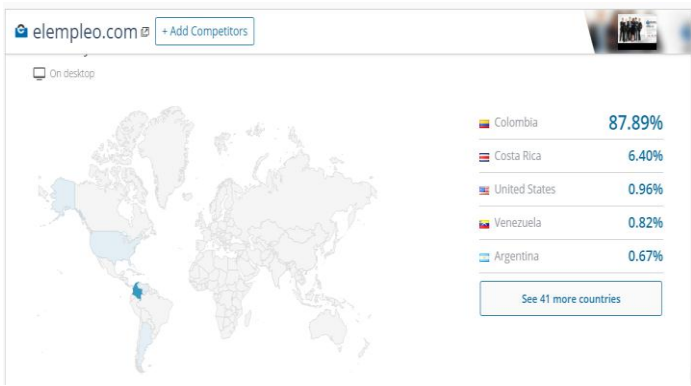 elempleo.com + Add Competitors
On desktop
Colombia 87.89%
Costa Rica 6.40%
United States 0.96%
Venezuela 0.82%
Argentina 0.67%
See 41 more countries